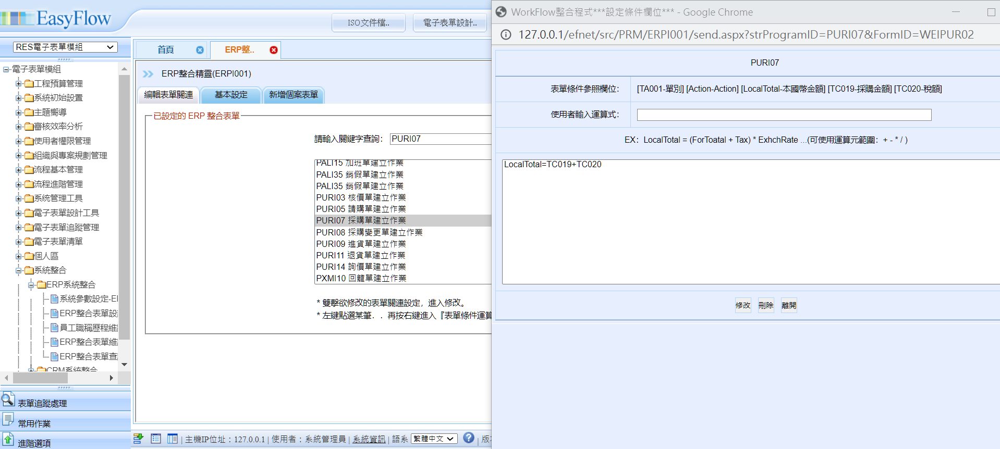 EasyFlow
ISO文件檔..
電子表單設計..
RES電子表單模組
電子表單模組
工程預算管理
系統初始設置
主題嚮導
審核效率分析
使用者權限管理
組織與專案規劃管理
流程基本管理
流程進階管理
系統管理工具
電子表單設計工具
電子表單追蹤管理
電子表單清單
個人區
系統整合
ERP系統整合
系統參數設定-EI
ERP整合表單設
員工職稱歷程維
ERP整合表單維
ERP整合表單查
CRM系統整合
表單追蹤處理
常用作業
進階選項
首頁
ERP整..
ERP整合精靈(ERPI001)
編輯表單關連
基本設定
新增個案表單
已設定的 ERP 整合表單
請輸入關鍵字查詢： PURI07
PALI15 加班單建立作業
PALI35 銷假單建立作業
PALI35 銷假單建立作業
PURI03 核價單建立作業
PURI05 請購單建立作業
PURI07 採購單建立作業
PURI08 採購變更單建立作業
PURI09 進貨單建立作業
PURI11 退貨單建立作業
PURI14 詢價單建立作業
PXMI10 回籠單建立作業
* 雙擊欲修改的表單關連設定，進入修改。
* 左鍵點選某筆．．再按右鍵進入『表單條件運算
| 主機IP位址：127.0.0.1 | 使用者：系統管理員 | 系統資訊 | 語系 繁體中文 | 版
WorkFlow整合程式***設定條件欄位*** - Google Chrome
127.0.0.1/efnet/src/PRM/ERPI001/send.aspx?strProgramID=PURI07&FormID=WEIPUR02
PURI07
表單條件參照欄位： [TA001-單別] [Action-Action] [LocalTotal-本國幣金額] [TC019-採購金額] [TC020-稅額]
使用者輸入運算式：
EX： LocalTotal = (ForToatal + Tax) * ExhchRate ...(可使用運算元範圍：+ - * / )
LocalTotal=TC019+TC020
修改
刪除
離開